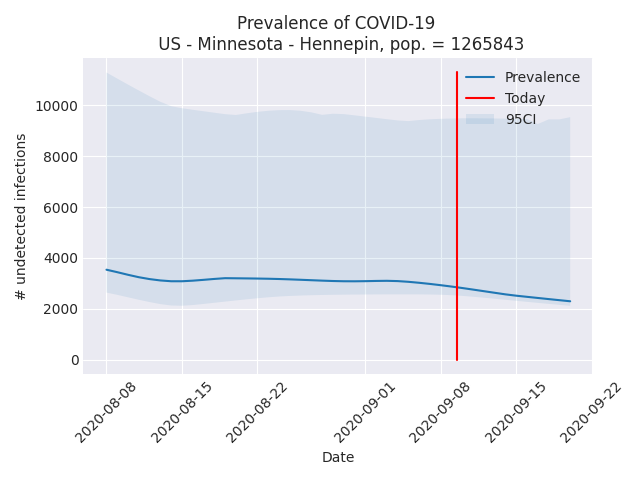 Prevalence of COVID-19
US - Minnesota - Hennepin, pop. = 1265843
Prevalence
Today
95CI
10000
8000
6000
4000
2000
0
# undetected infections
2020-08-08
2020-08-15
2020-08-22
2020-09-01
2020-09-08
2020-09-15
2020-09-22
Date